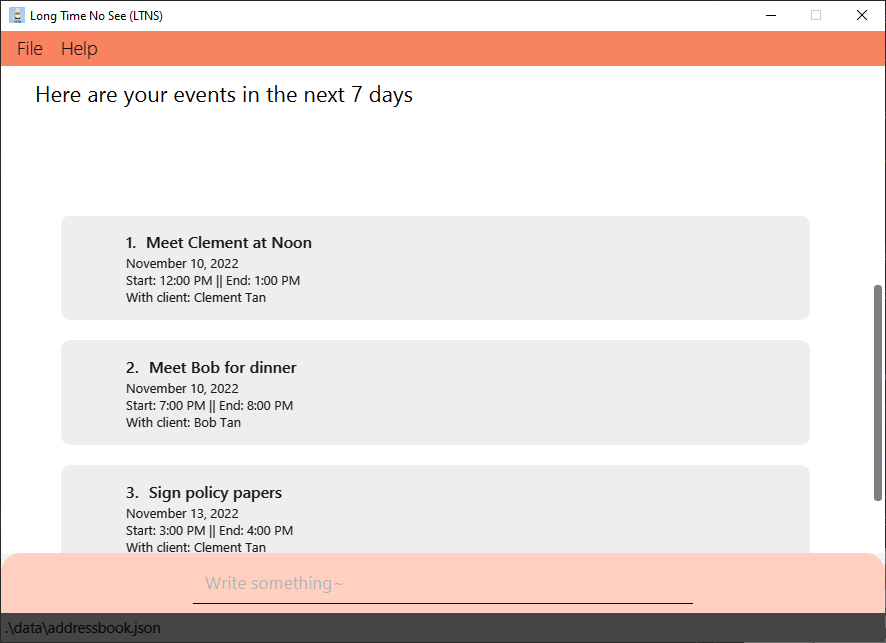 Long Time No See (LTNS)
File Help
Here are your events in the next 7 days
1. Meet Clement at Noon
November 10, 2022
Start: 12:00 PM || End: 1:00 PM
With client: Clement Tan
2. Meet Bob for dinner
November 10, 2022
Start: 7:00 PM || End: 8:00 PM
With client: Bob Tan
3. Sign policy papers
November 13, 2022
Start: 3:00 PM || End: 4:00 PM
With client: Clement Tan
Write something~
.\data\addressbook.json